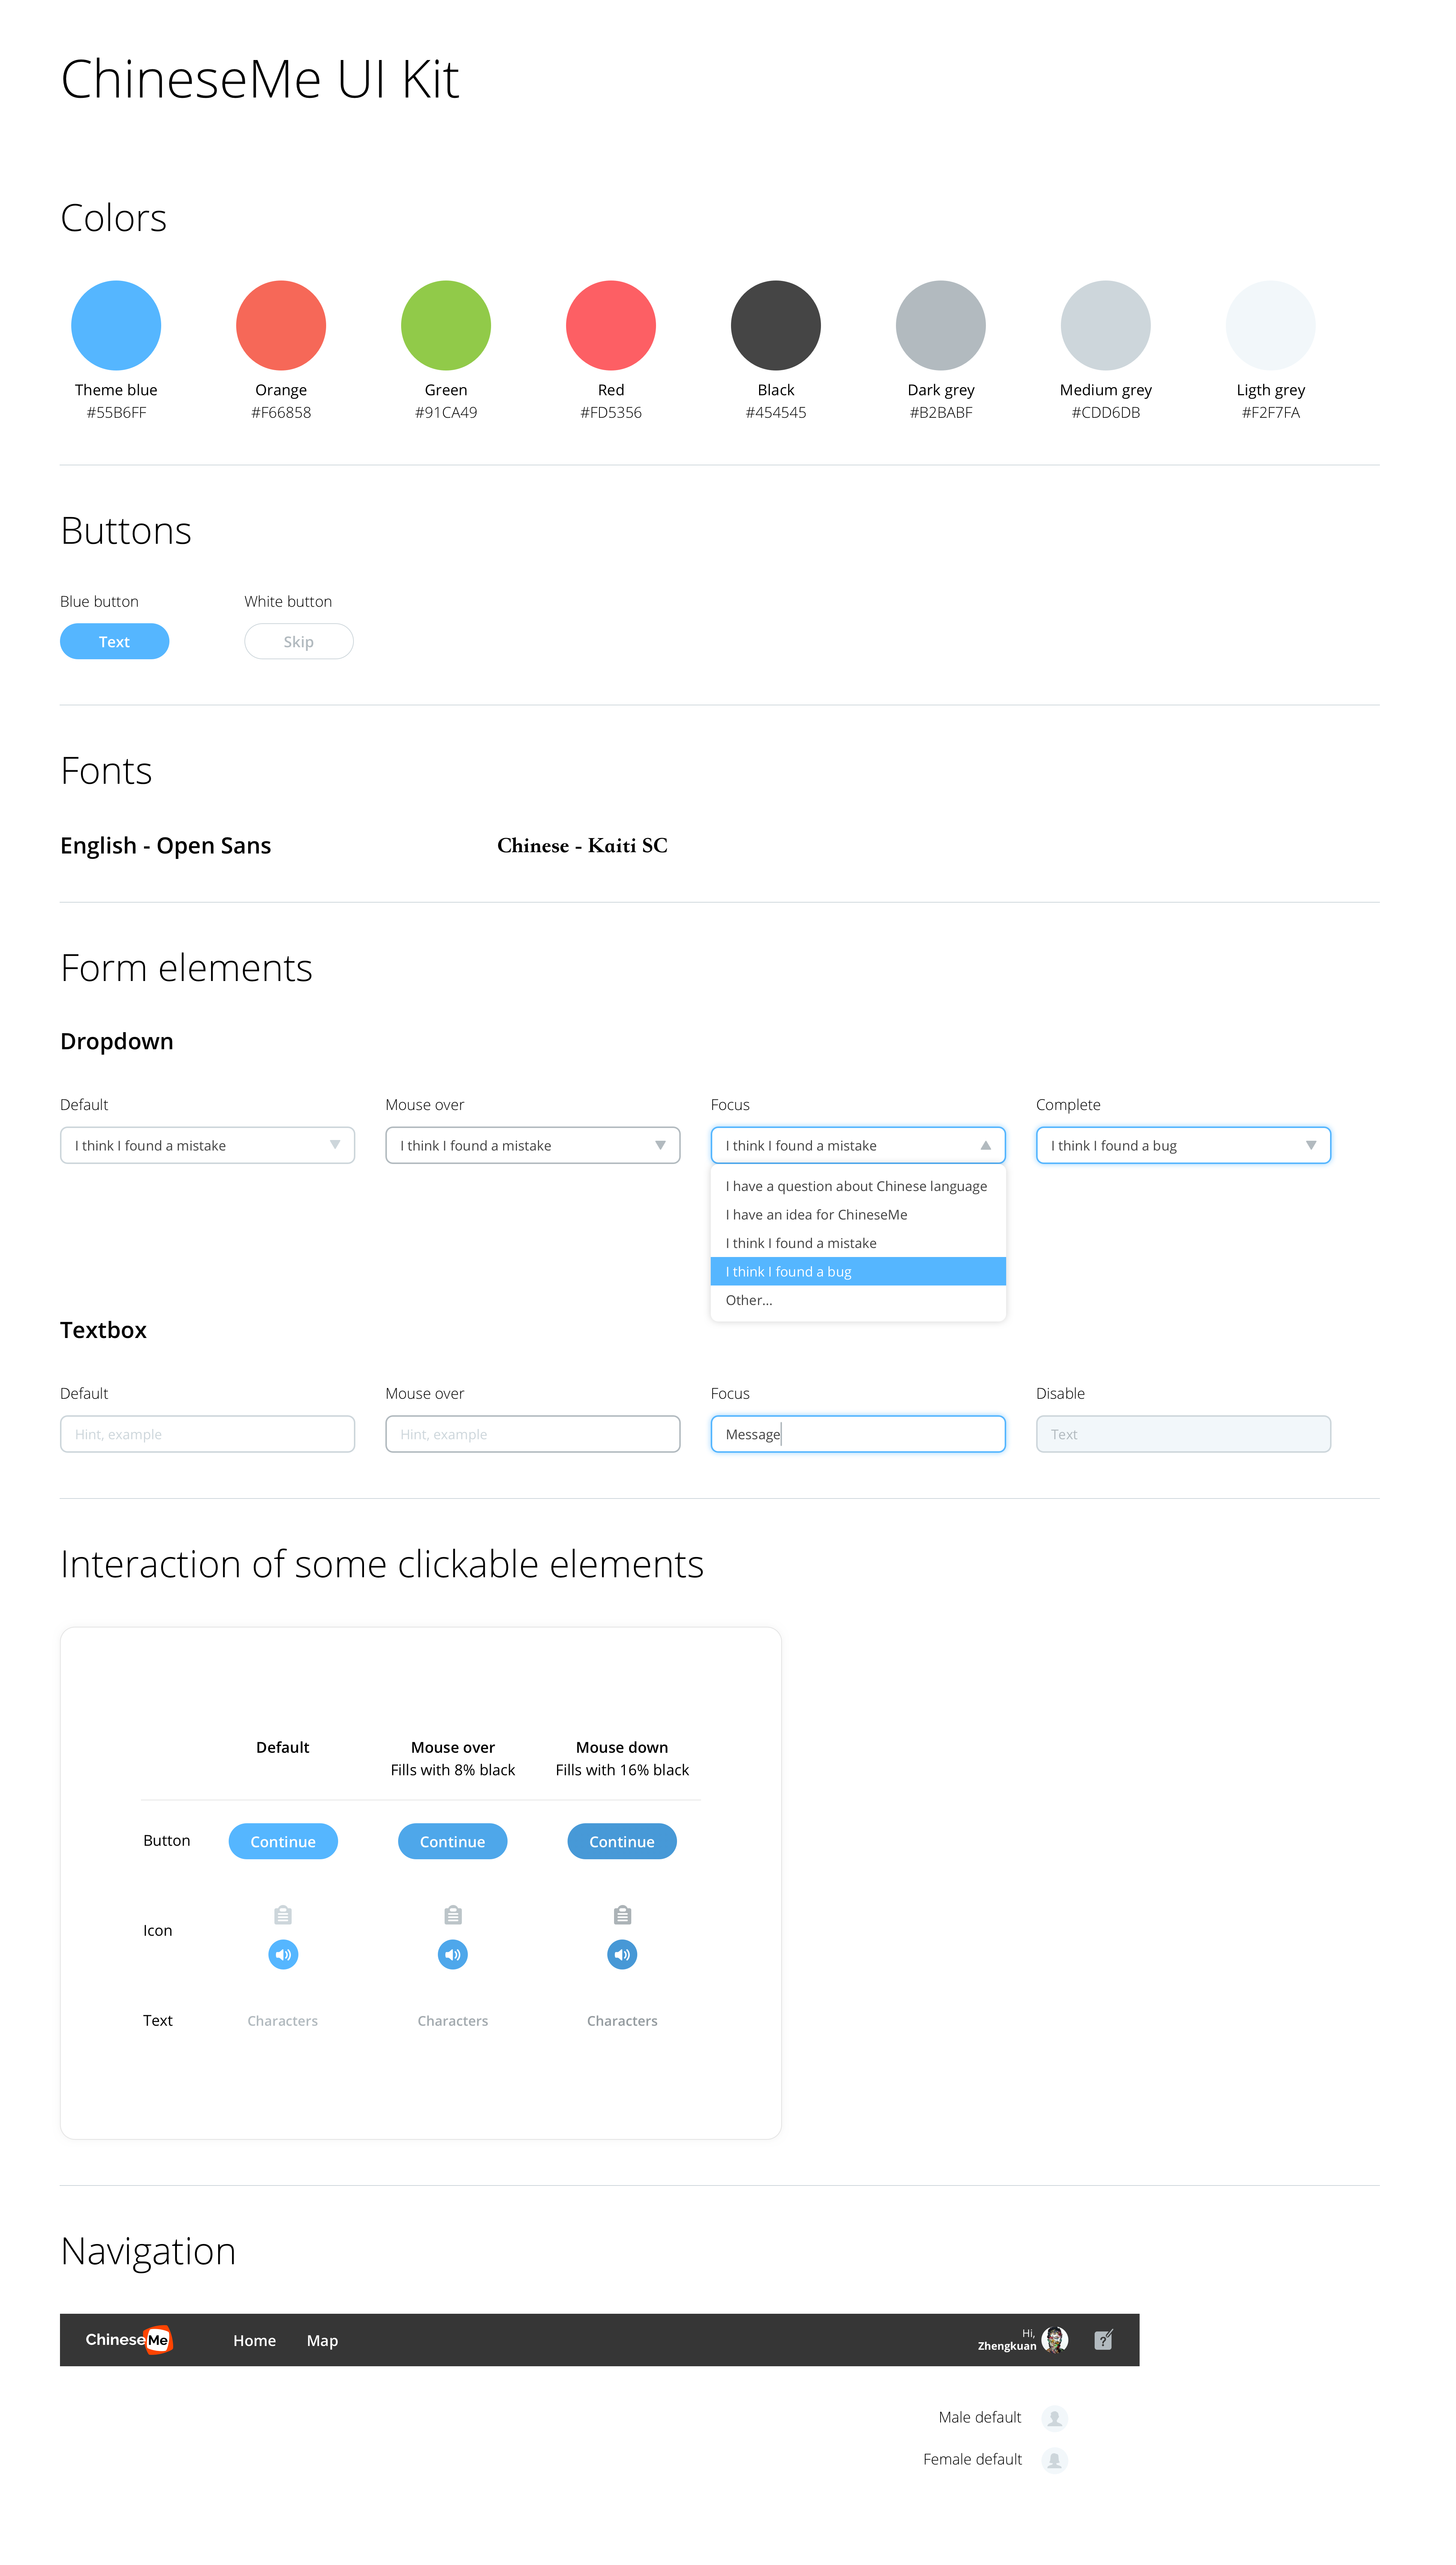 ChineseMe UI Kit
Colors
Theme blue
#55B6FF
Orange
#F66858
Green
#91CA49
Red
#FD5356
Black
#454545
Dark grey
#B2BABF
Medium grey
#CDD6DB
Ligth grey
#F2F7FA
Buttons
Blue button
Text
White button
Skip
Fonts
English - Open Sans
Chinese - Kaiti SC
Form elements
Dropdown
Default
I think I found a mistake
Mouse over
I think I found a mistake
Focus
I think I found a mistake
I have a question about Chinese language
I have an idea for ChineseMe
I think I found a mistake
I think I found a bug
Other...
Complete
I think I found a bug
Textbox
Default
Hint, example
Mouse over
Hint, example
Focus
Message
Disable
Text
Interaction of some clickable elements
Default
Mouse over
Fills with 8% black
Mouse down
Fills with 16% black
Button
Continue
Continue
Continue
Icon
Text
Characters
Characters
Characters
Navigation
ChineseMe
Home
Map
Hi,
Zhengkuan
?
Male default
Female default